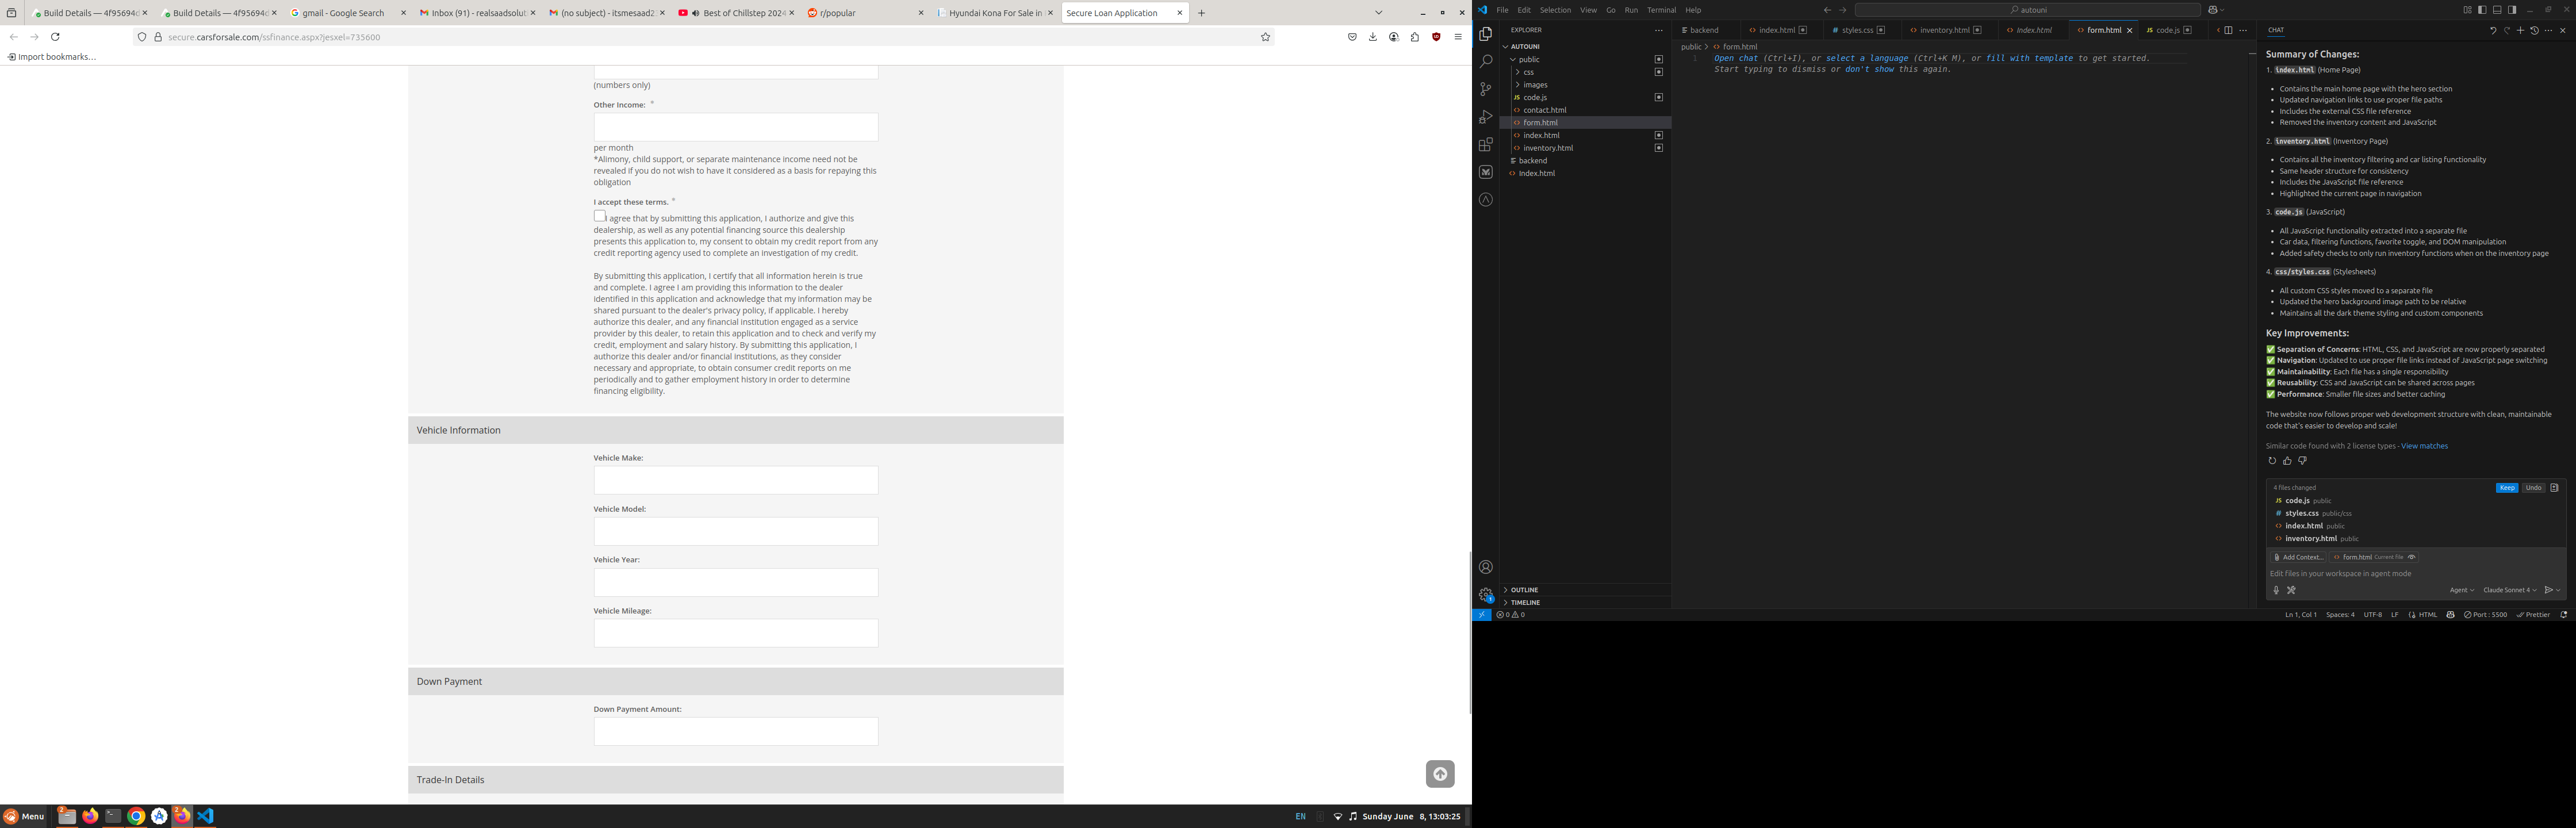 Build Details — 4f95694d
Build Details — 4f95694d
gmail - Google Search
Inbox (91) - realsaadsolut
(no subject) - itsmesaad2
Best of Chillstep 2024
r/popular
Hyundai Kona For Sale in
Secure Loan Application
secure.carsforsale.com/ssfinance.aspx?jesxel=735600
Import bookmarks…
(numbers only)
Other Income: *
per month
*Alimony, child support, or separate maintenance income need not be
revealed if you do not wish to have it considered as a basis for repaying this
obligation
I accept these terms. *
I agree that by submitting this application, I authorize and give this
dealership, as well as any potential financing source this dealership
presents this application to, my consent to obtain my credit report from any
credit reporting agency used to complete an investigation of my credit.
By submitting this application, I certify that all information herein is true
and complete. I agree I am providing this information to the dealer
identified in this application and acknowledge that my information may be
shared pursuant to the dealer's privacy policy, if applicable. I hereby
authorize this dealer, and any financial institution engaged as a service
provider by this dealer, to retain this application and to check and verify my
credit, employment and salary history. By submitting this application, I
authorize this dealer and/or financial institutions, as they consider
necessary and appropriate, to obtain consumer credit reports on me
periodically and to gather employment history in order to determine
financing eligibility.
Vehicle Information
Vehicle Make:
Vehicle Model:
Vehicle Year:
Vehicle Mileage:
Down Payment
Down Payment Amount:
Trade-In Details
Menu
EN
Sunday June 8, 13:03:25
File Edit Selection View Go Run Terminal Help
autouni
EXPLORER
AUTOUNI
public
css
images
JS code.js
contact.html
form.html
index.html
inventory.html
backend
Index.html
OUTLINE
TIMELINE
backend
index.html
styles.css
inventory.html
Index.html
form.html
JS code.js
public > form.html
1 Open chat (Ctrl+I), or select a language (Ctrl+K M), or fill with template to get started.
Start typing to dismiss or don't show this again.
CHAT
Summary of Changes:
1. index.html (Home Page)
• Contains the main home page with the hero section
• Updated navigation links to use proper file paths
• Includes the external CSS file reference
• Removed the inventory content and JavaScript
2. inventory.html (Inventory Page)
• Contains all the inventory filtering and car listing functionality
• Same header structure for consistency
• Includes the JavaScript file reference
• Highlighted the current page in navigation
3. code.js (JavaScript)
• All JavaScript functionality extracted into a separate file
• Car data, filtering functions, favorite toggle, and DOM manipulation
• Added safety checks to only run inventory functions when on the inventory page
4. css/styles.css (Stylesheets)
• All custom CSS styles moved to a separate file
• Updated the hero background image path to be relative
• Maintains all the dark theme styling and custom components
Key Improvements:
✅ Separation of Concerns: HTML, CSS, and JavaScript are now properly separated
✅ Navigation: Updated to use proper file links instead of JavaScript page switching
✅ Maintainability: Each file has a single responsibility
✅ Reusability: CSS and JavaScript can be shared across pages
✅ Performance: Smaller file sizes and better caching
The website now follows proper web development structure with clean, maintainable
code that's easier to develop and scale!
Similar code found with 2 license types - View matches
4 files changed
Keep Undo
JS code.js public
# styles.css public/css
index.html public
inventory.html public
Add Context...
form.html Current file
Edit files in your workspace in agent mode
Agent
Claude Sonnet 4
0 0
Ln 1, Col 1
Spaces: 4
UTF-8
LF
HTML
Port : 5500
Prettier